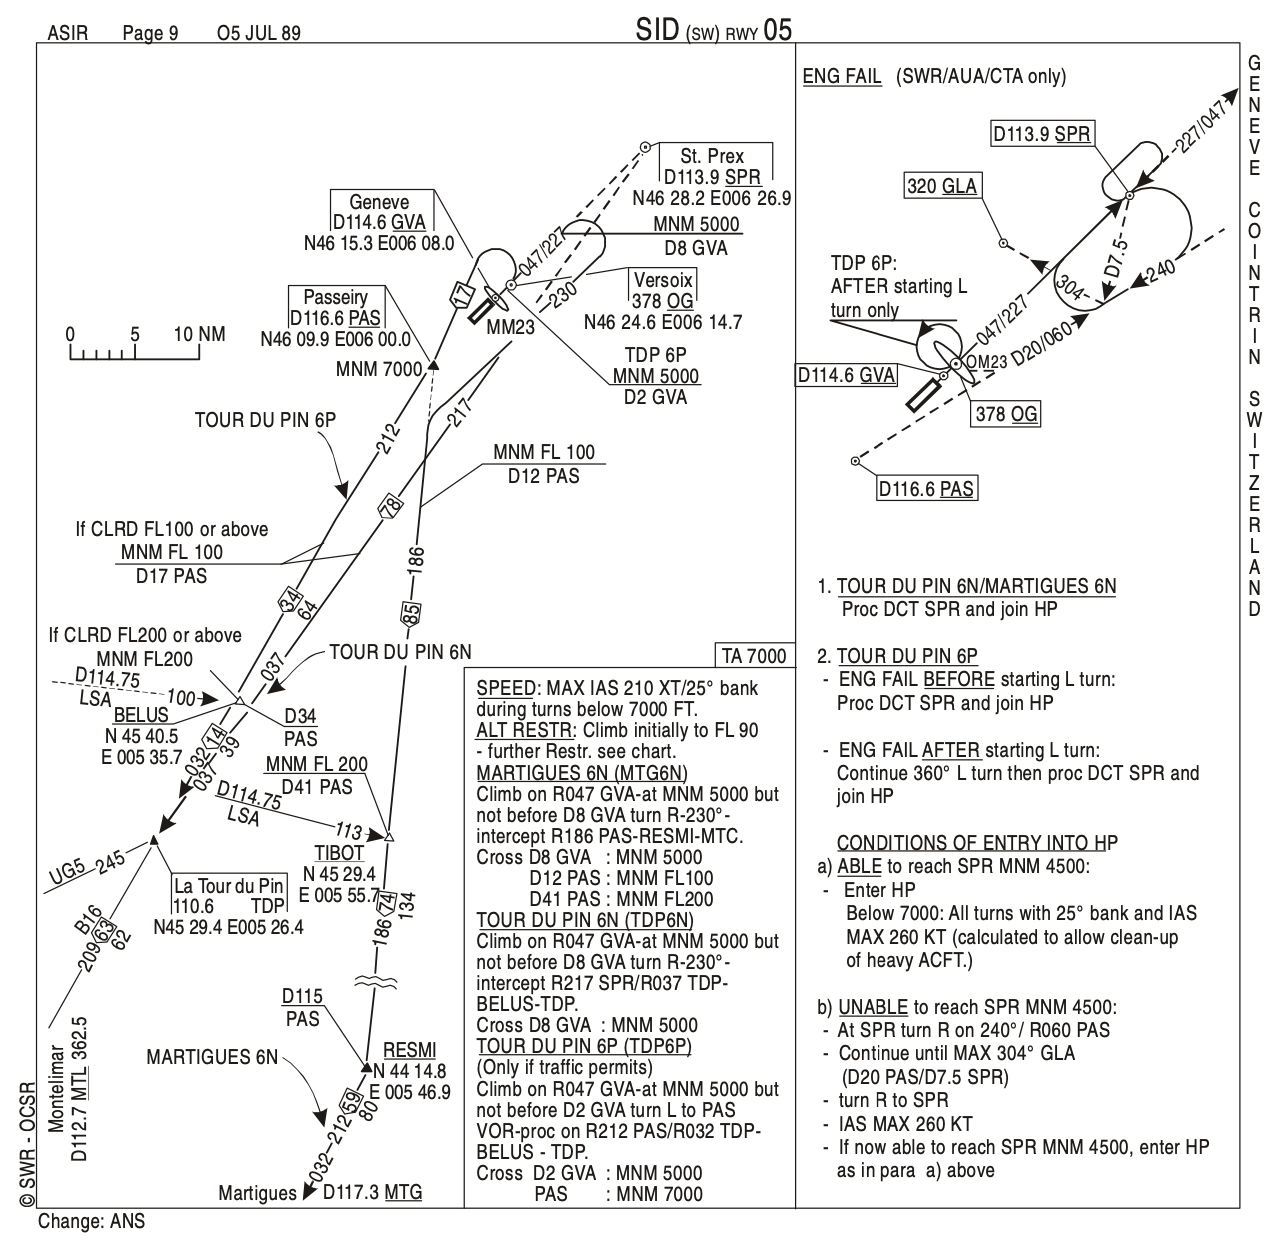 ASIR Page 9 O5 JUL 89
SID (SW) RWY 05
St. Prex
D113.9 SPR
N46 28.2 E006 26.9
MNM 5000
D8 GVA
Geneve
D114.6 GVA
N46 15.3 E006 08.0
047/227
Versoix
378 OG
N46 24.6 E006 14.7
17
230
MM23
Passeiry
D116.6 PAS
N46 09.9 E006 00.0
MNM 7000
0 5 10 NM
TDP 6P
MNM 5000
D2 GVA
TOUR DU PIN 6P
212
217
MNM FL 100
D12 PAS
78
If CLRD FL100 or above
MNM FL 100
D17 PAS
186
34
64
85
If CLRD FL200 or above
MNM FL200
D114.75
LSA
100
037
TOUR DU PIN 6N
BELUS
N 45 40.5
E 005 35.7
D34
PAS
14
39
032
037
MNM FL 200
D41 PAS
D114.75
LSA
113
TIBOT
N 45 29.4
E 005 55.7
UG5 245
La Tour du Pin
110.6 TDP
N45 29.4 E005 26.4
74
134
186
B16
63
62
209
D115
PAS
RESMI
N 44 14.8
E 005 46.9
MARTIGUES 6N
59
80
212
032
Martigues D117.3 MTG
Montelimar
D112.7 MTL 362.5
© SWR - OCSR
Change: ANS
TA 7000
SPEED: MAX IAS 210 XT/25° bank
during turns below 7000 FT.
ALT RESTR: Climb initially to FL 90
- further Restr. see chart.
MARTIGUES 6N (MTG6N)
Climb on R047 GVA-at MNM 5000 but
not before D8 GVA turn R-230°-
intercept R186 PAS-RESMI-MTC.
Cross D8 GVA : MNM 5000
D12 PAS : MNM FL100
D41 PAS : MNM FL200
TOUR DU PIN 6N (TDP6N)
Climb on R047 GVA-at MNM 5000 but
not before D8 GVA turn R-230°-
intercept R217 SPR/R037 TDP-
BELUS-TDP.
Cross D8 GVA : MNM 5000
TOUR DU PIN 6P (TDP6P)
(Only if traffic permits)
Climb on R047 GVA-at MNM 5000 but
not before D2 GVA turn L to PAS
VOR-proc on R212 PAS/R032 TDP-
BELUS - TDP.
Cross D2 GVA : MNM 5000
PAS : MNM 7000
ENG FAIL (SWR/AUA/CTA only)
227/047
D113.9 SPR
320 GLA
D7.5
304
240
TDP 6P:
AFTER starting L
turn only
047/227
D20/060
OM23
D114.6 GVA
378 OG
D116.6 PAS
1. TOUR DU PIN 6N/MARTIGUES 6N
Proc DCT SPR and join HP
2. TOUR DU PIN 6P
- ENG FAIL BEFORE starting L turn:
Proc DCT SPR and join HP
- ENG FAIL AFTER starting L turn:
Continue 360° L turn then proc DCT SPR and
join HP
CONDITIONS OF ENTRY INTO HP
a) ABLE to reach SPR MNM 4500:
- Enter HP
Below 7000: All turns with 25° bank and IAS
MAX 260 KT (calculated to allow clean-up
of heavy ACFT.)
b) UNABLE to reach SPR MNM 4500:
- At SPR turn R on 240°/ R060 PAS
- Continue until MAX 304° GLA
(D20 PAS/D7.5 SPR)
- turn R to SPR
- IAS MAX 260 KT
- If now able to reach SPR MNM 4500, enter HP
as in para a) above
GENEVE COINTRIN SWITZERLAND